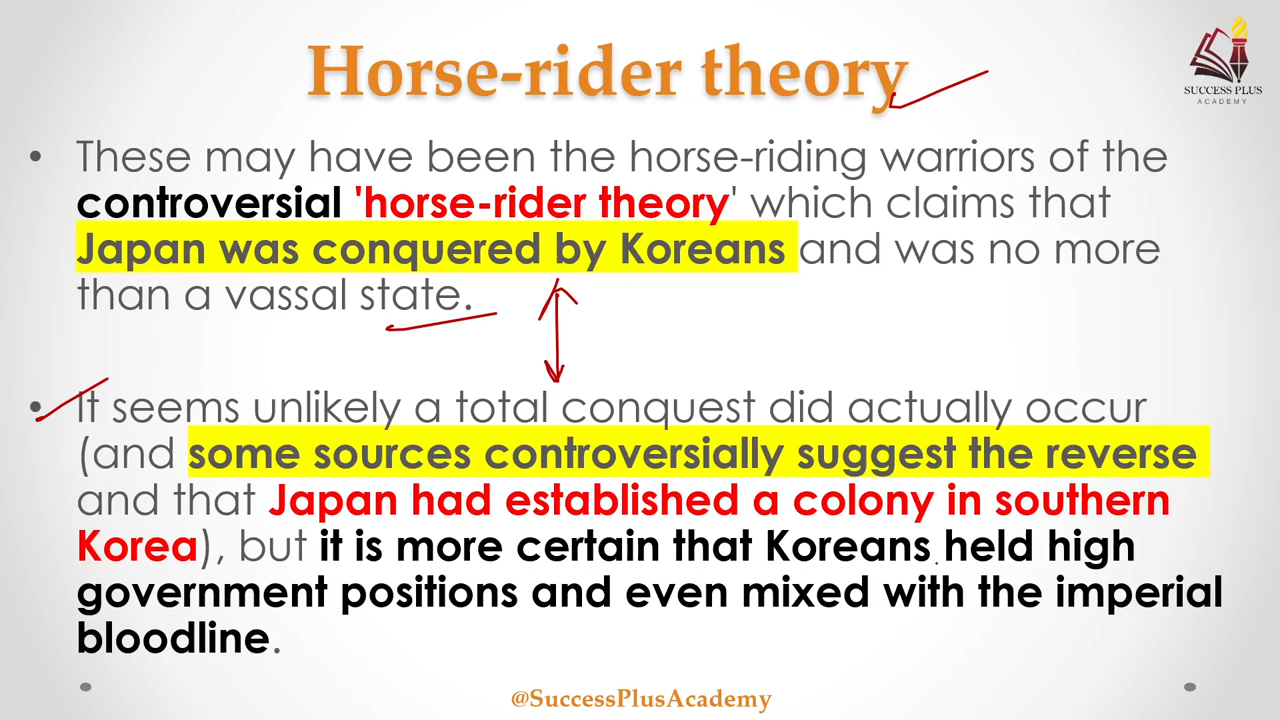 Horse-rider theory
SUCCESS PLUS
ACADEMY
• These may have been the horse-riding warriors of the
controversial 'horse-rider theory' which claims that
Japan was conquered by Koreans and was no more
than a vassal state.
• It seems unlikely a total conquest did actually occur
(and some sources controversially suggest the reverse
and that Japan had established a colony in southern
Korea), but it is more certain that Koreans held high
government positions and even mixed with the imperial
bloodline.
@SuccessPlusAcademy